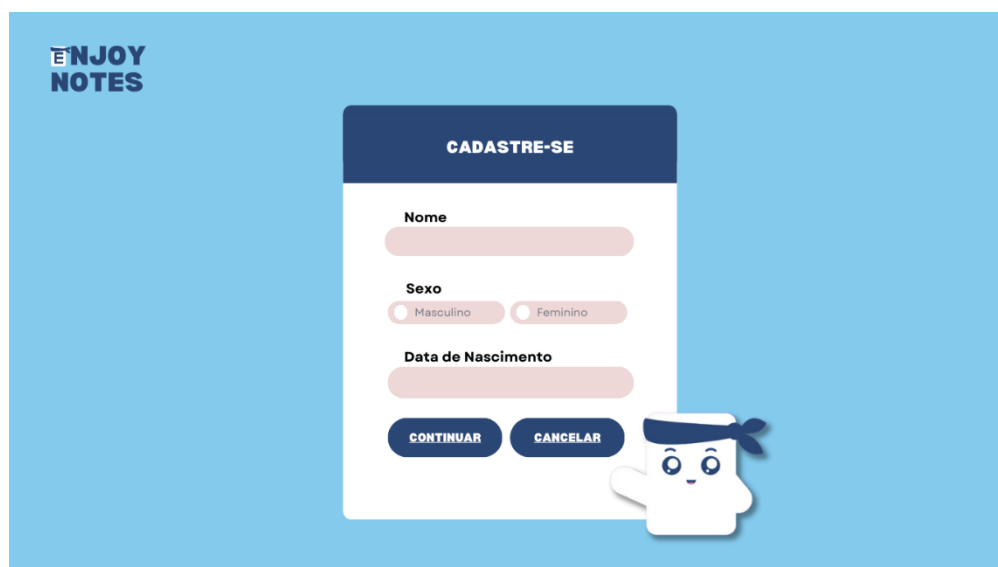 ENJOY
NOTES
CADASTRE-SE
Nome
Sexo
Masculino Feminino
Data de Nascimento
CONTINUAR CANCELAR